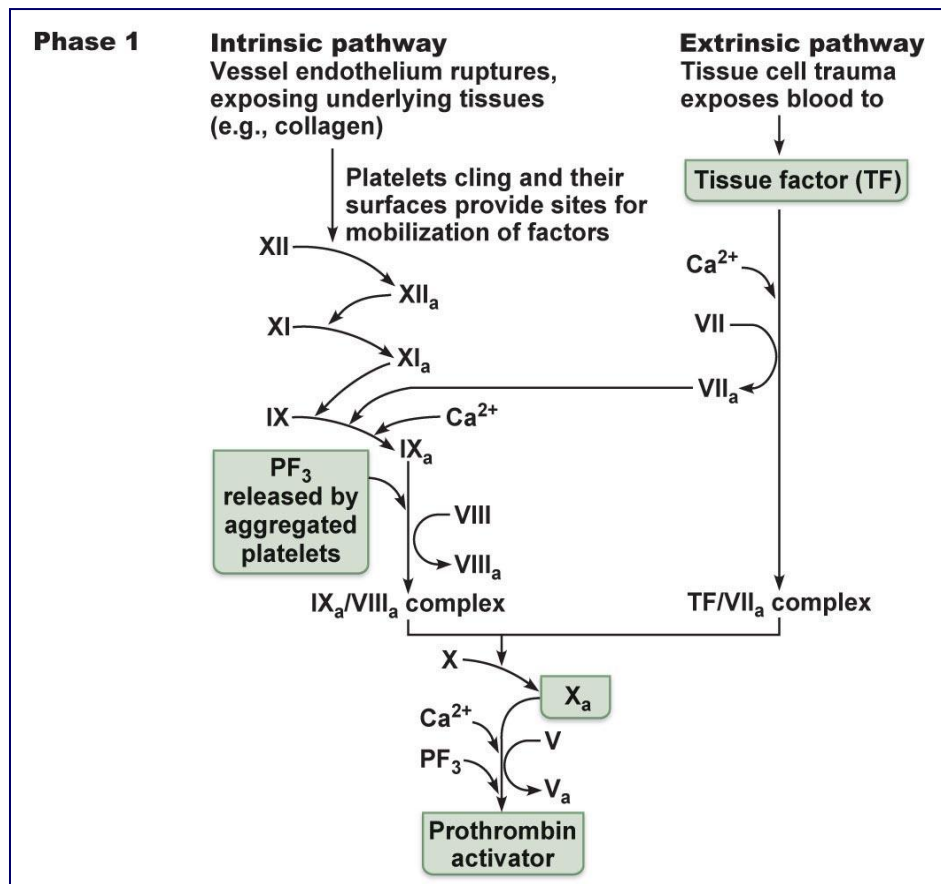 Phase 1
Intrinsic pathway
Vessel endothelium ruptures,
exposing underlying tissues
(e.g., collagen)
Extrinsic pathway
Tissue cell trauma
exposes blood to
Tissue factor (TF)
Platelets cling and their
surfaces provide sites for
mobilization of factors
XII
XIIa
XI
XIa
IX
Ca2+
IXa
Ca2+
VII
VIIa
PF3
released by
aggregated
platelets
VIII
VIIIa
IXa/VIIIa complex
TF/VIIa complex
X
Xa
Ca2+
PF3
V
Va
Prothrombin
activator